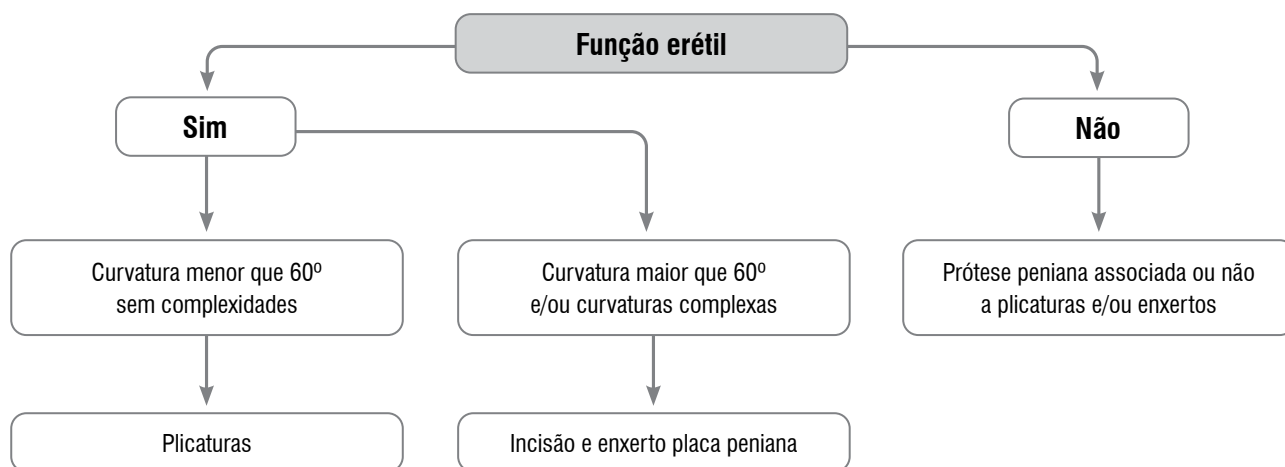 Função erétil
Sim
Não
Curvatura menor que 60º
sem complexidades
Curvatura maior que 60º
e/ou curvaturas complexas
Prótese peniana associada ou não
a plicaturas e/ou enxertos
Plicaturas
Incisão e enxerto placa peniana